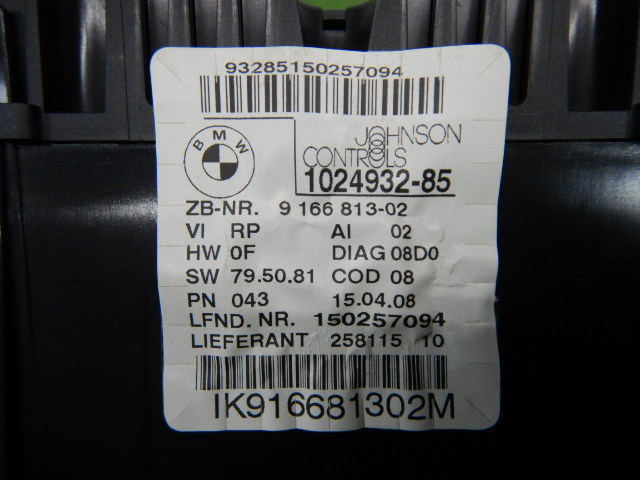 93285150257094
BMW
JOHNSON
CONTROLS
1024932-85
ZB-NR. 9 166 813-02
VI RP AI 02
HW 0F DIAG 08D0
SW 79.50.81 COD 08
PN 043 15.04.08
LFND. NR. 150257094
LIEFERANT 258115 10
IK916681302M